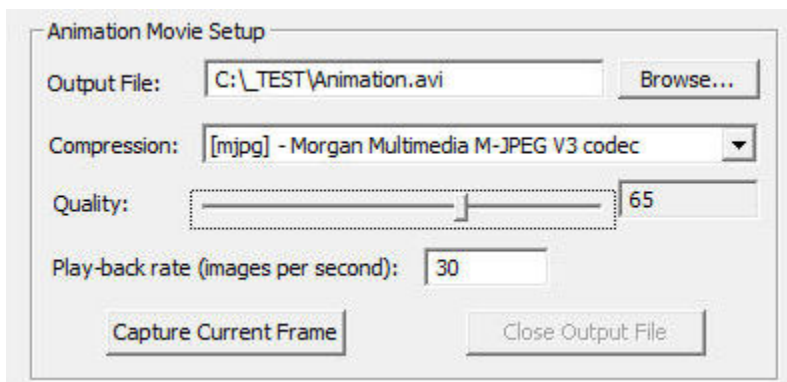 Animation Movie Setup
Output File: C:\_TEST\Animation.avi Browse...
Compression: [mjpg] - Morgan Multimedia M-JPEG V3 codec
Quality: 65
Play-back rate (images per second): 30
Capture Current Frame Close Output File